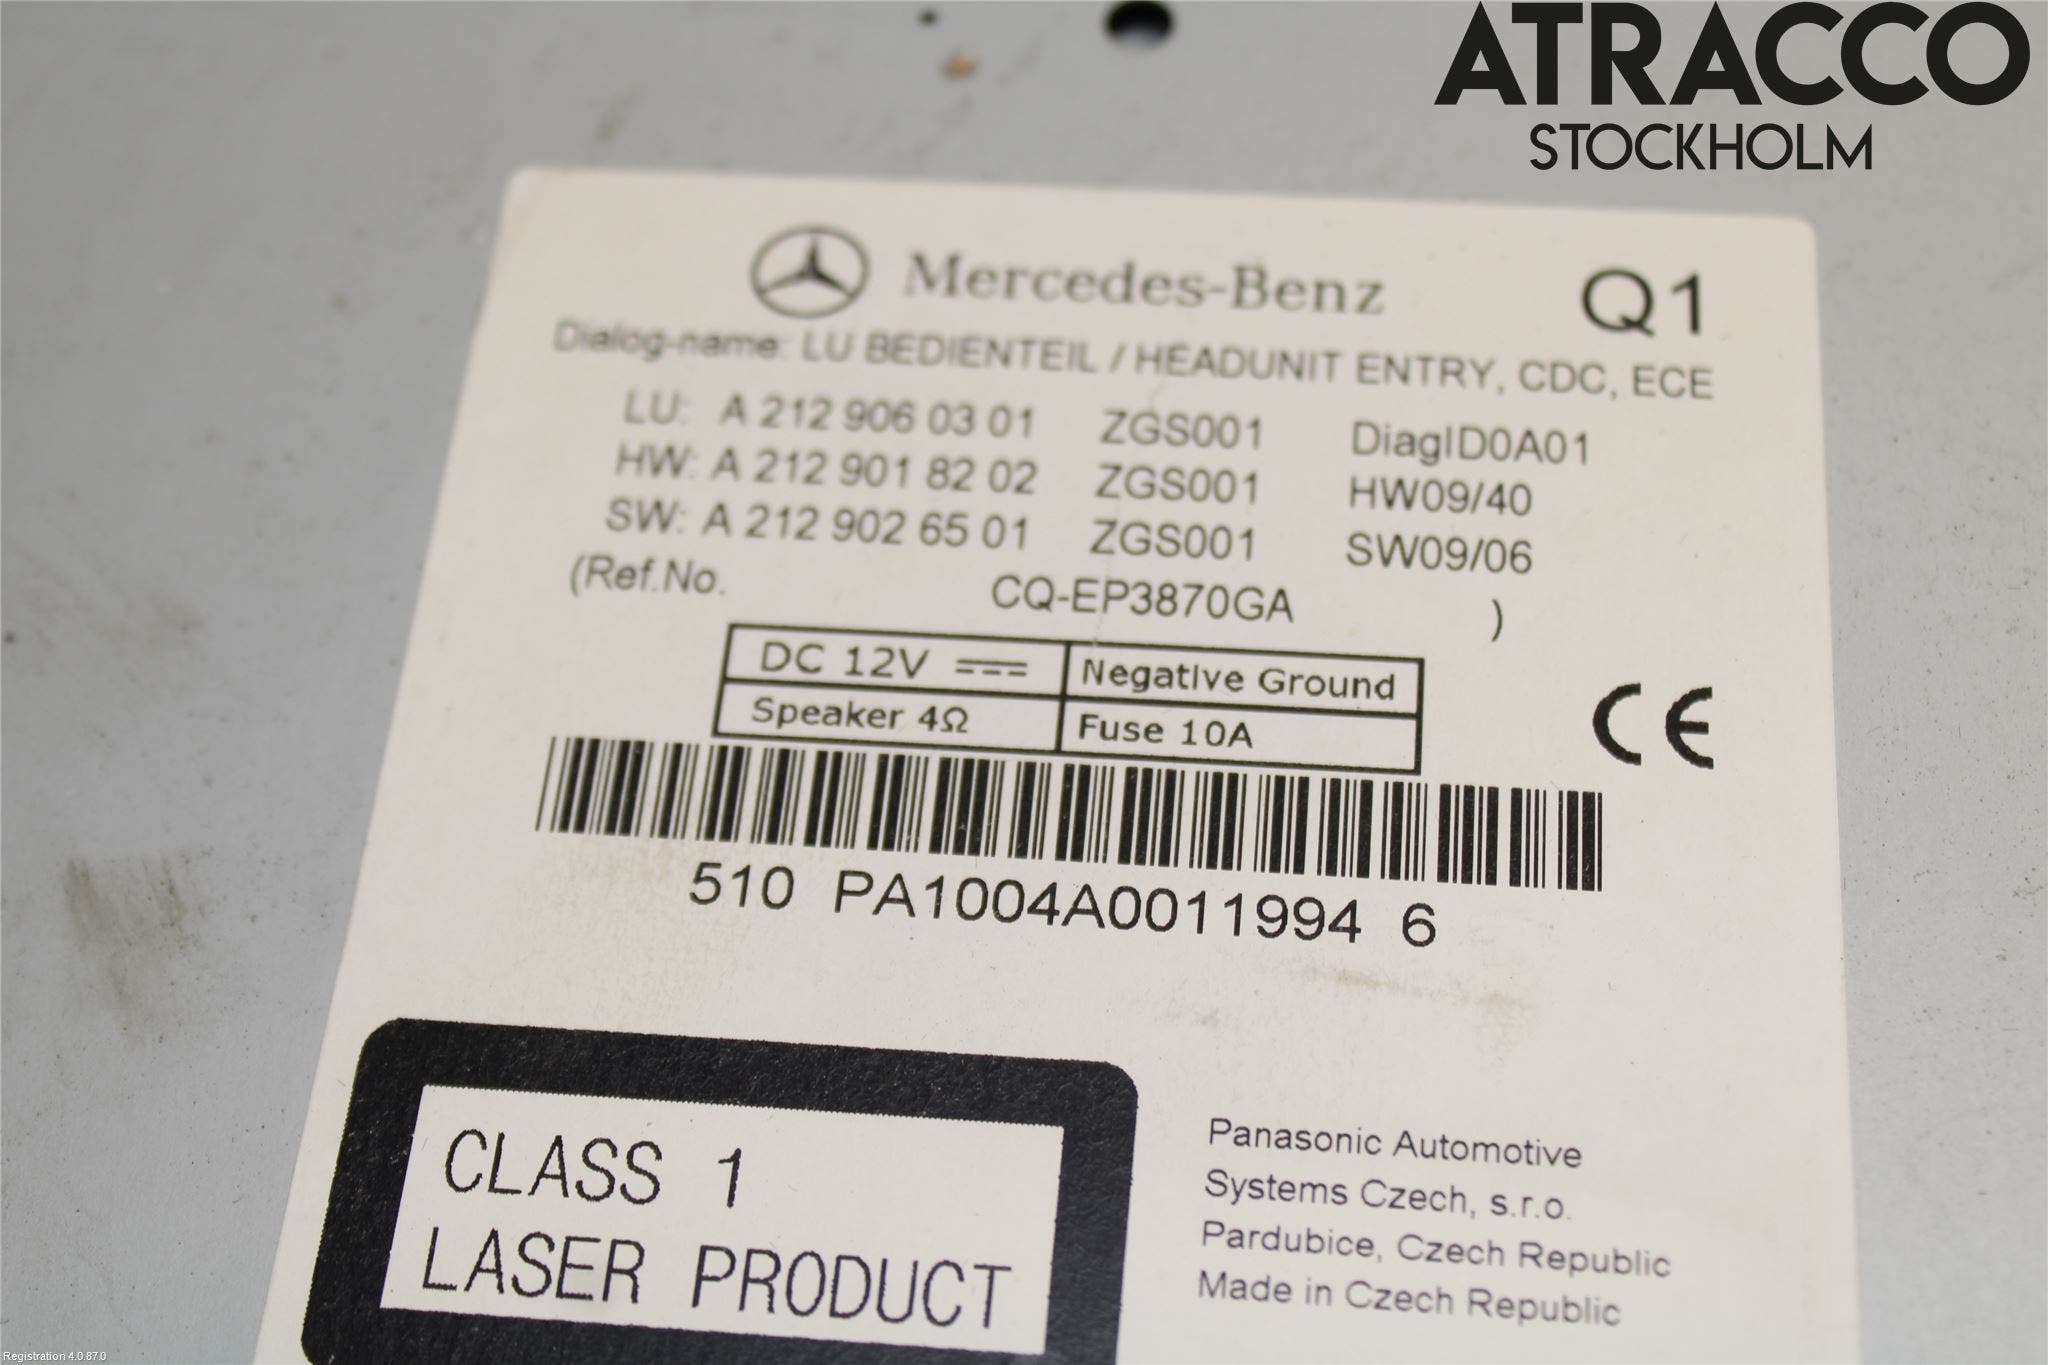 ATRACCO
STOCKHOLM
Mercedes-Benz Q1
Dialog-name: LU BEDIENTEIL / HEADUNIT ENTRY, CDC, ECE
LU: A 212 906 03 01 ZGS001 DiagID0A01
HW: A 212 901 82 02 ZGS001 HW09/40
SW: A 212 902 65 01 ZGS001 SW09/06
(Ref.No. CQ-EP3870GA )
DC 12V Negative Ground
Speaker 4Ω Fuse 10A
CE
510 PA1004A0011994 6
CLASS 1
LASER PRODUCT
Panasonic Automotive
Systems Czech, s.r.o.
Pardubice, Czech Republic
Made in Czech Republic
Registration 4.0.87.0